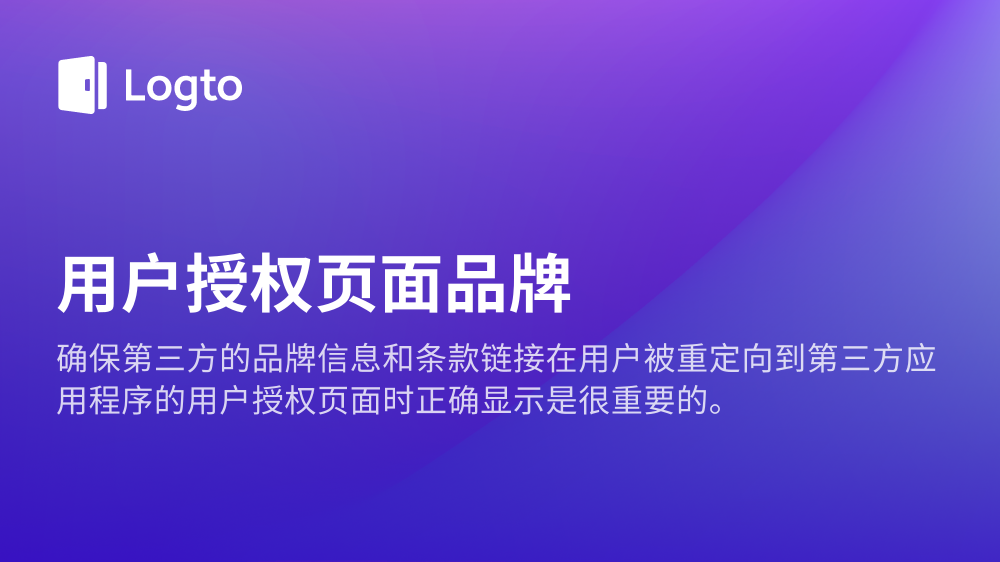 Logto
用户授权页面品牌
确保第三方的品牌信息和条款链接在用户被重定向到第三方应
用程序的用户授权页面时正确显示是很重要的。